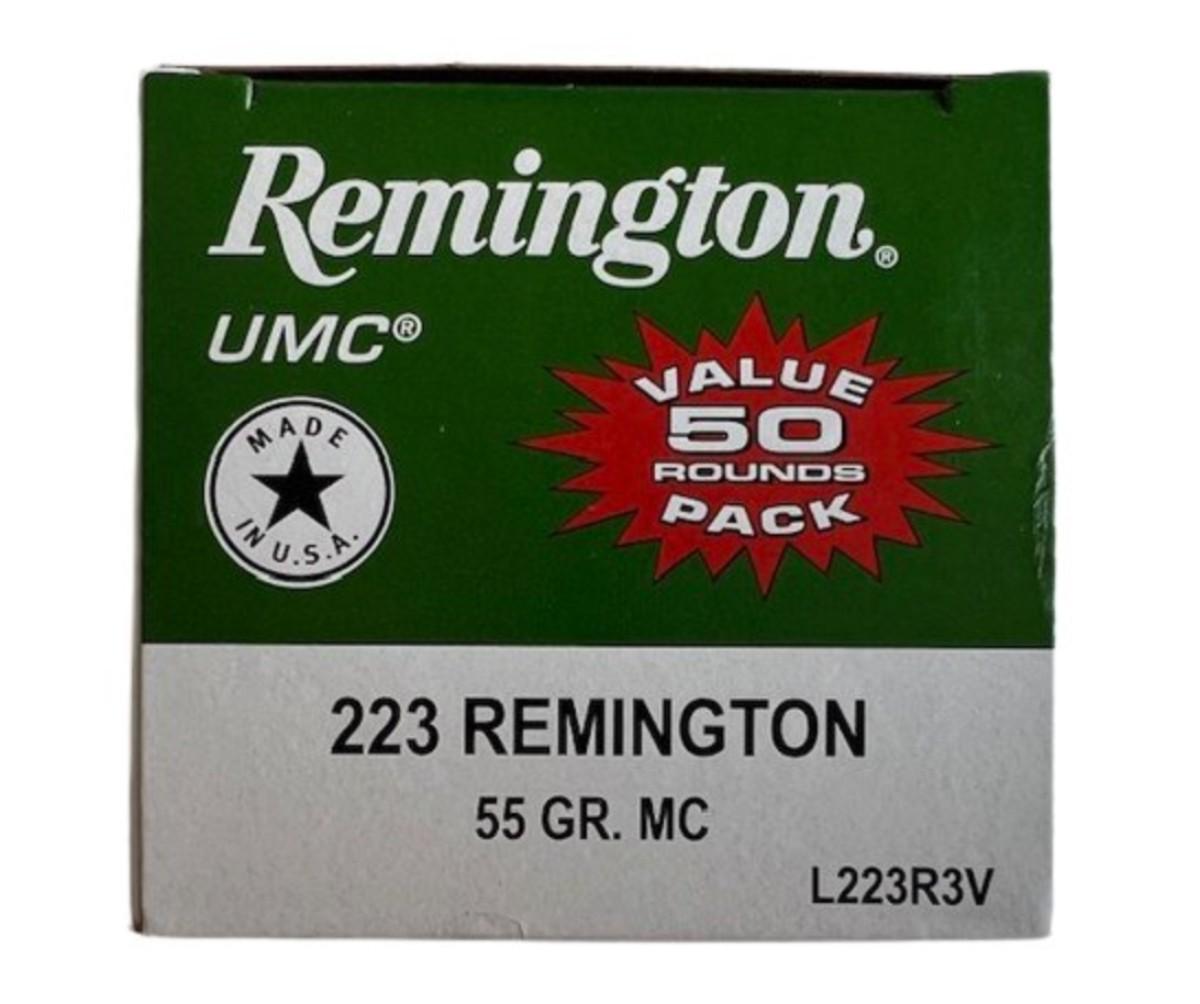 Remington®
UMC®
MADE
IN U.S.A.
VALUE
50
ROUNDS
PACK
223 REMINGTON
55 GR. MC
L223R3V